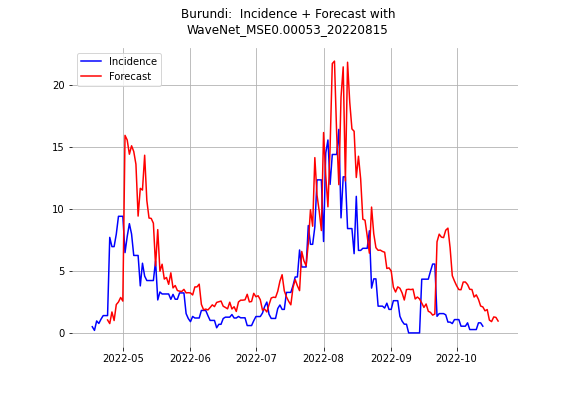 Burundi:  Incidence + Forecast with
WaveNet_MSE0.00053_20220815
Incidence
Forecast
20
15
10
5
0
2022-05 2022-06 2022-07 2022-08 2022-09 2022-10